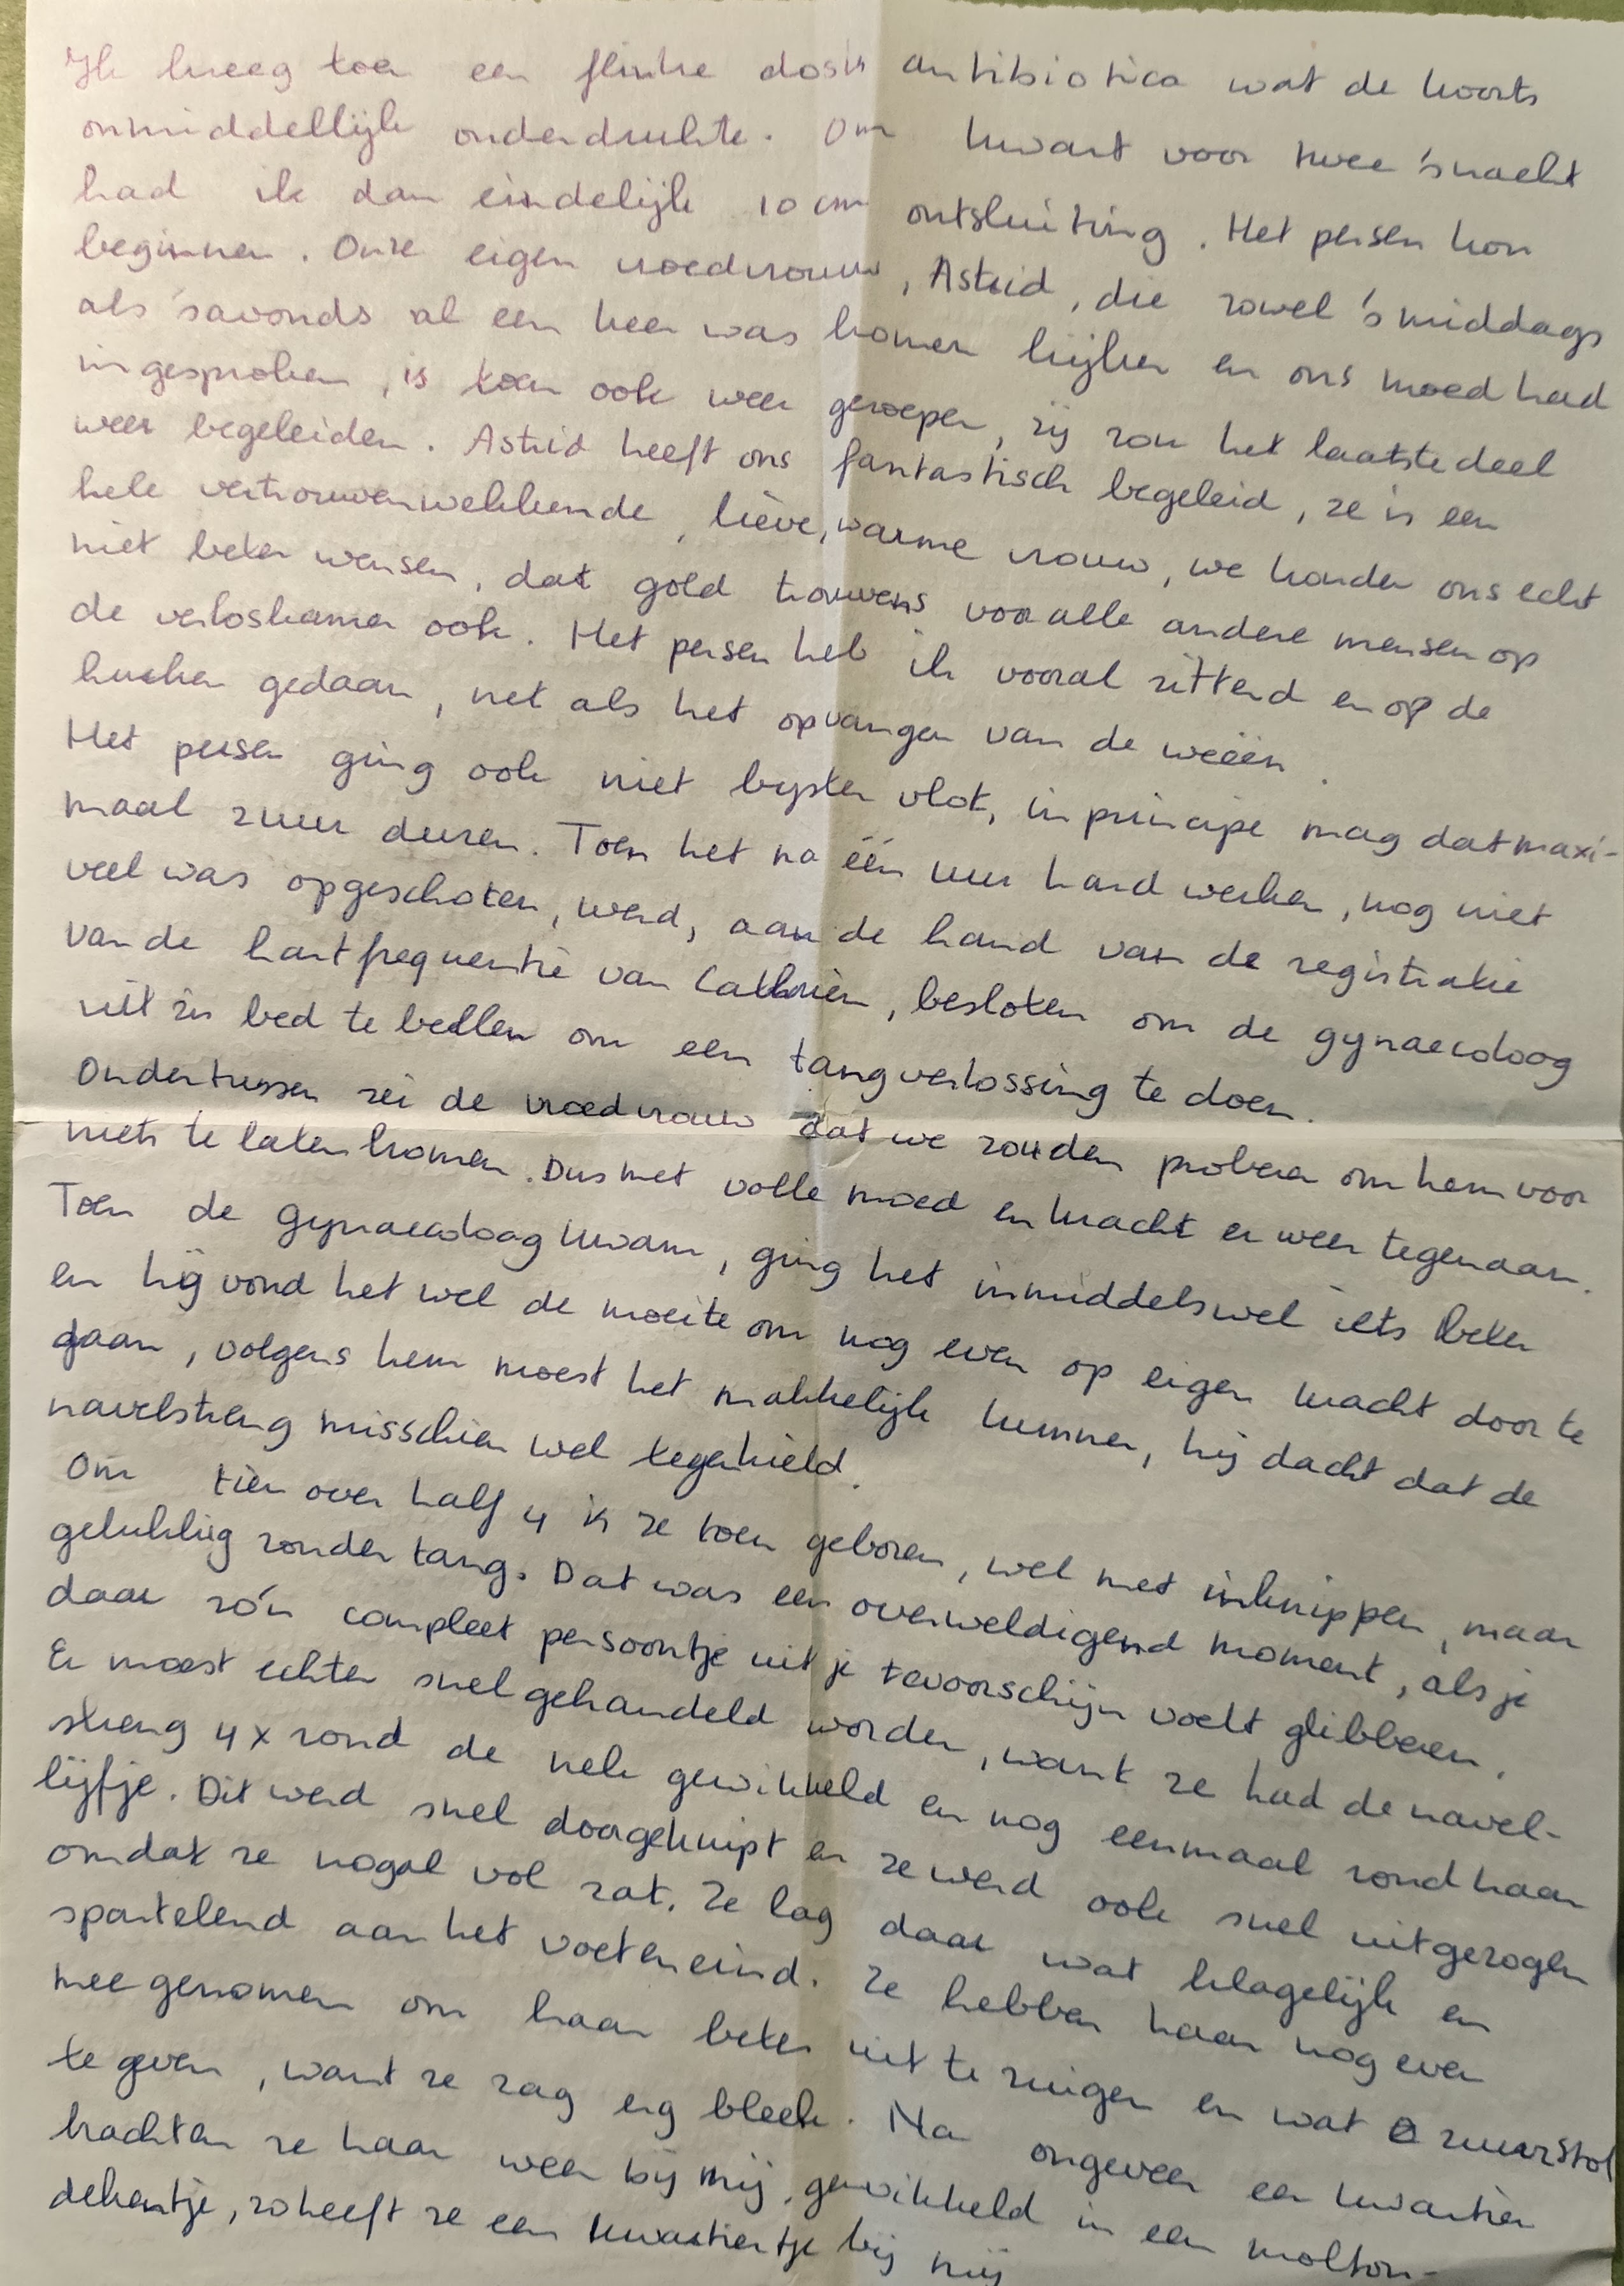 Ik kreeg toen een flinke dosis antibiotica wat de koorts
onmiddellijk onderdrukte. Om kwart voor twee 'snacht
had ik dan eindelijk 10 cm ontsluiting. Het persen kon
beginnen. Onze eigen vroedvrouw, Astrid, die zowel 's middags
als 'savonds al een keer was komen kijken en ons moed had
ingesproken, is toen ook weer geroepen, zij zou het laatste deel
weer begeleiden. Astrid heeft ons fantastisch begeleid, ze is een
hele vertrouwenwekkende, lieve, warme vrouw, we konden ons echt
niet beter wensen, dat gold trouwens voor alle andere mensen op
de verloskamer ook. Het persen heb ik vooral zittend en op de
hurken gedaan, net als het opvangen van de weeën.
Het persen ging ook niet byster vlot, in principe mag dat maxi-
maal 2 uur duren. Toen het na één uur hard werken, nog niet
veel was opgeschoten, werd, aan de hand van de registratie
van de hartfrequentie van Cathrien, besloten om de gynaecoloog
uit z'n bed te bellen om een tangverlossing te doen.
Ondertussen zei de vroedvrouw dat we zouden proberen om hem voor
niets te laten komen. Dus met volle moed en kracht er weer tegenaan.
Toen de gynaecoloog kwam, ging het inmiddels wel iets beter
en hij vond het wel de moeite om nog even op eigen kracht door te
gaan, volgens hem moest het makkelijk kunnen, hij dacht dat de
navelstreng misschien wel tegenhield.
Om tien over half 4 is ze toen geboren, wel met inknippen, maar
gelukkig zonder tang. Dat was een overweldigend moment, als je
daar zo'n compleet persoontje uit je tevoorschijn voelt glibberen.
Er moest echter snel gehandeld worden, want ze had de navel-
streng 4x rond de nek gewikkeld en nog eenmaal rond haar
lijfje. Dit werd snel doorgeknipt en ze werd ook snel uitgezogen
omdat ze nogal vol zat. Ze lag daar wat klagelijk en
spartelend aan het voeteneind. Ze hebben haar nog even
meegenomen om haar beter uit te zuigen en wat zuurstof
te geven, want ze zag erg bleek. Na ongeveer een kwartier
brachten ze haar weer bij mij, gewikkeld in een molton-
dekentje, zo heeft ze een kwartiertje bij mij